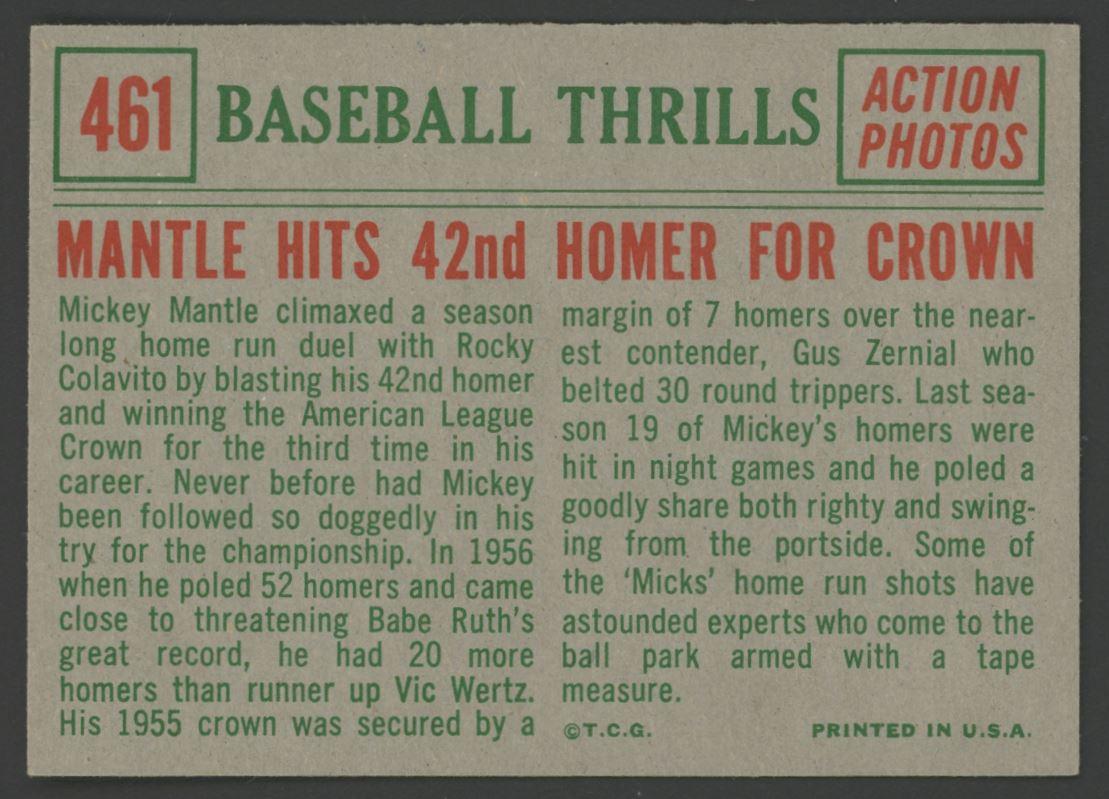 461
BASEBALL THRILLS
ACTION
PHOTOS
MANTLE HITS 42nd HOMER FOR CROWN
Mickey Mantle climaxed a season
long home run duel with Rocky
Colavito by blasting his 42nd homer
and winning the American League
Crown for the third time in his
career. Never before had Mickey
been followed so doggedly in his
try for the championship. In 1956
when he poled 52 homers and came
close to threatening Babe Ruth's
great record, he had 20 more
homers than runner up Vic Wertz.
His 1955 crown was secured by a
margin of 7 homers over the near-
est contender, Gus Zernial who
belted 30 round trippers. Last sea-
son 19 of Mickey's homers were
hit in night games and he poled a
goodly share both righty and swing-
ing from the portside. Some of
the 'Micks' home run shots have
astounded experts who come to the
ball park armed with a tape
measure.
©T.C.G.
PRINTED IN U.S.A.